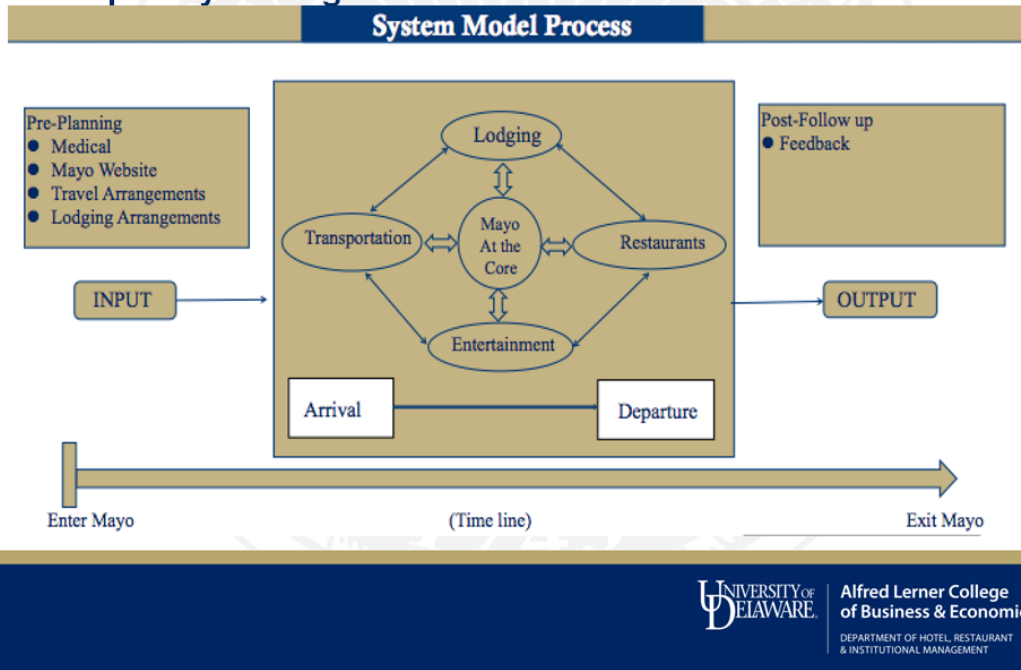 System Model Process
Pre-Planning
● Medical
● Mayo Website
● Travel Arrangements
● Lodging Arrangements
INPUT
Lodging
Transportation
Mayo
At the
Core
Restaurants
Entertainment
Arrival
Departure
Post-Follow up
● Feedback
OUTPUT
Enter Mayo
(Time line)
Exit Mayo
UNIVERSITY OF
DELAWARE.
Alfred Lerner College
of Business & Economi
DEPARTMENT OF HOTEL, RESTAURANT
& INSTITUTIONAL MANAGEMENT